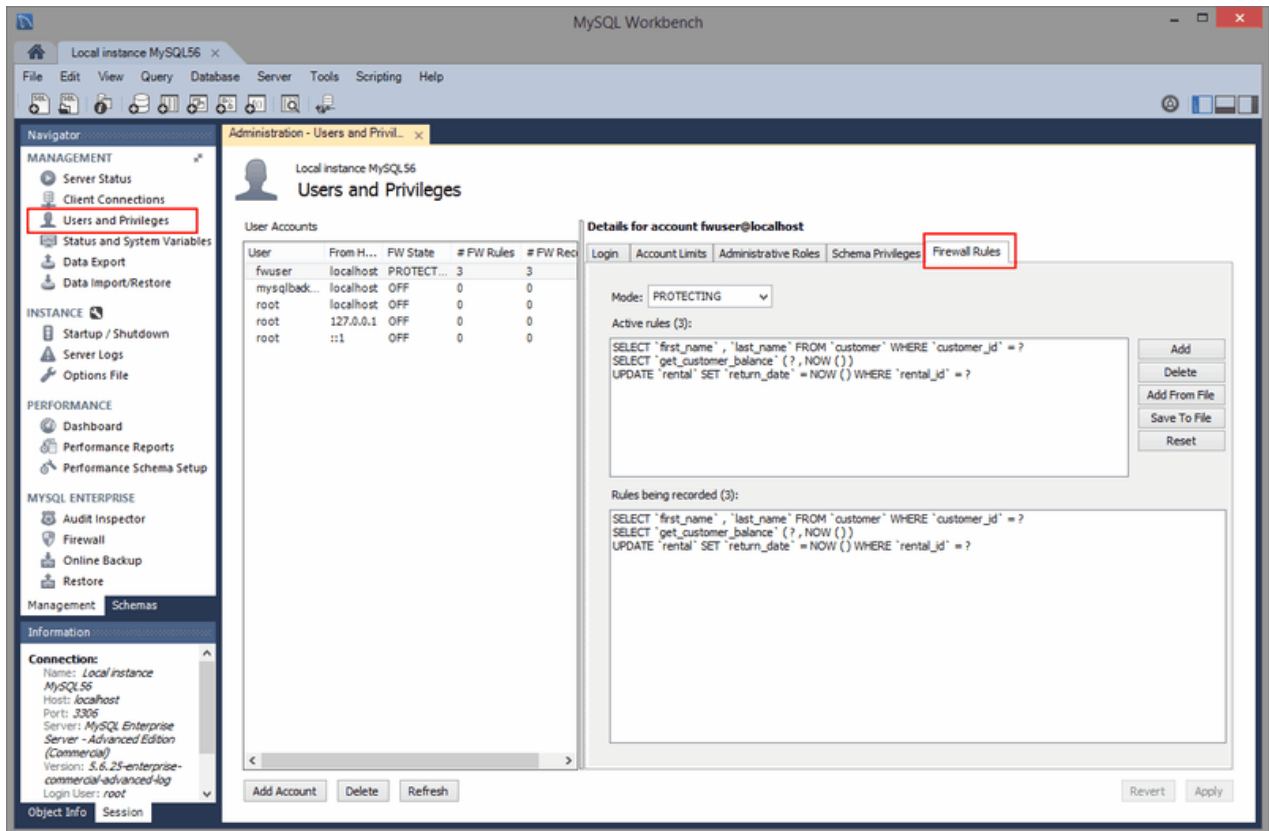 MySQL Workbench
Local instance MySQL56
File Edit View Query Database Server Tools Scripting Help
Navigator
MANAGEMENT
Server Status
Client Connections
Users and Privileges
Status and System Variables
Data Export
Data Import/Restore
INSTANCE
Startup / Shutdown
Server Logs
Options File
PERFORMANCE
Dashboard
Performance Reports
Performance Schema Setup
MYSQL ENTERPRISE
Audit Inspector
Firewall
Online Backup
Restore
Management Schemas
Information
Connection:
Name: Local instance
MySQL56
Host: localhost
Port: 3306
Server: MySQL Enterprise
Server - Advanced Edition
(Commercial)
Version: 5.6.25-enterprise-
commercial-advanced-log
Login User: root
Object Info Session
Administration - Users and Privil...
Local instance MySQL56
Users and Privileges
User Accounts
User From H... FW State # FW Rules # FW Rec
fwuser localhost PROTECT... 3 3
mysqlbad... localhost OFF 0 0
root localhost OFF 0 0
root 127.0.0.1 OFF 0 0
root ::1 OFF 0 0
Add Account Delete Refresh
Details for account fwuser@localhost
Login Account Limits Administrative Roles Schema Privileges Firewall Rules
Mode: PROTECTING
Active rules (3):
SELECT `first_name` , `last_name` FROM `customer` WHERE `customer_id` = ?
SELECT `get_customer_balance` ( ? , NOW ( ) )
UPDATE `rental` SET `return_date` = NOW ( ) WHERE `rental_id` = ?
Add
Delete
Add From File
Save To File
Reset
Rules being recorded (3):
SELECT `first_name` , `last_name` FROM `customer` WHERE `customer_id` = ?
SELECT `get_customer_balance` ( ? , NOW ( ) )
UPDATE `rental` SET `return_date` = NOW ( ) WHERE `rental_id` = ?
Revert Apply